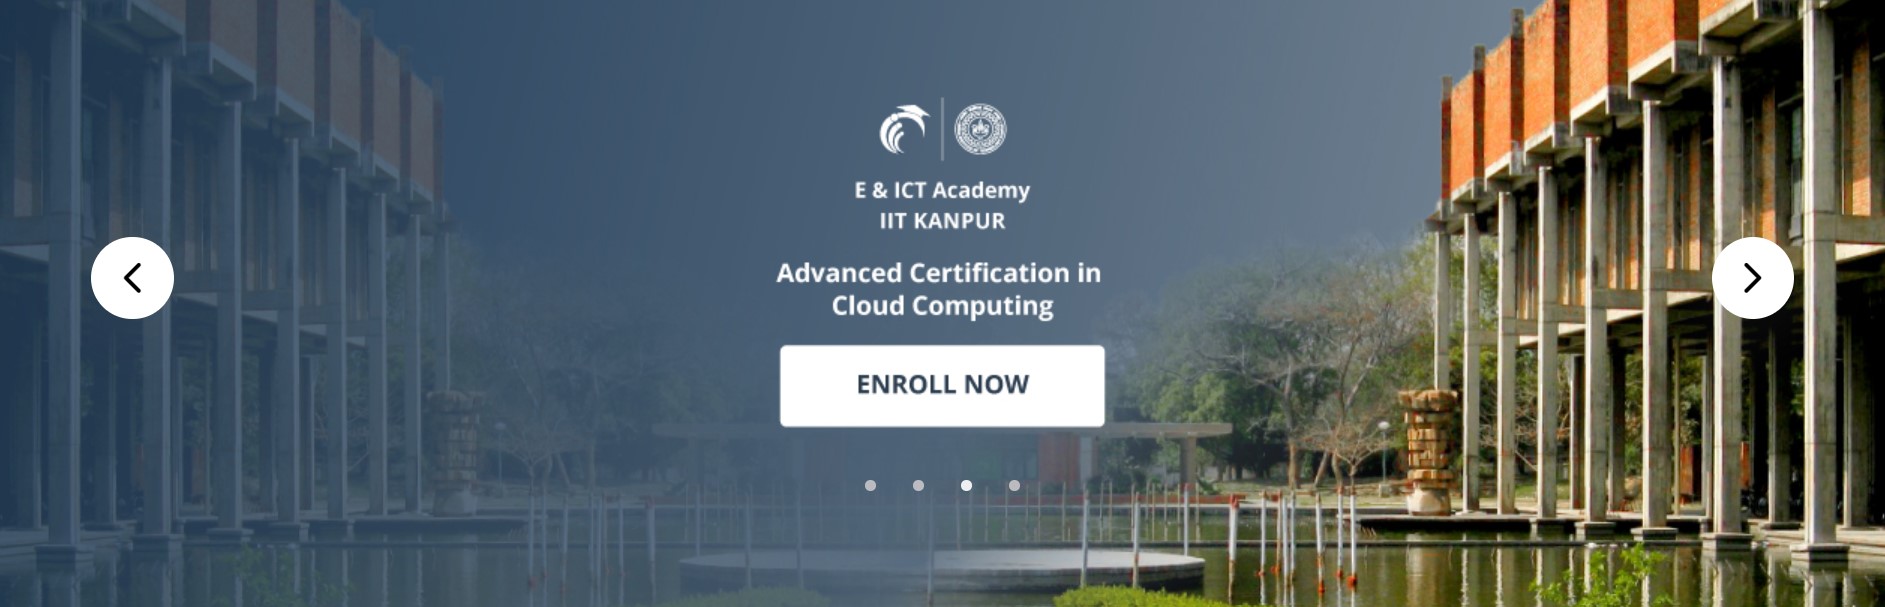 E & ICT Academy
IIT KANPUR
Advanced Certification in
Cloud Computing
ENROLL NOW